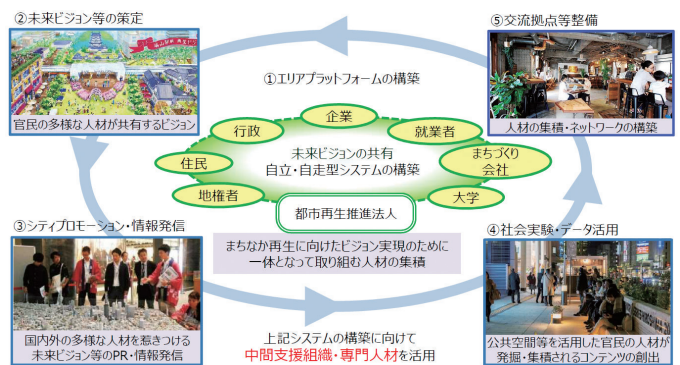 ②未来ビジョン等の策定
官民の多様な人材が共有するビジョン
⑤交流拠点等整備
人材の集積・ネットワークの構築
①エリアプラットフォームの構築
企業
行政
就業者
住民
まちづくり
会社
地権者
大学
未来ビジョンの共有
自立・自走型システムの構築
都市再生推進法人
まちなか再生に向けたビジョン実現のために
一体となって取り組む人材の集積
③シティプロモーション・情報発信
国内外の多様な人材を惹きつける
未来ビジョン等のPR・情報発信
④社会実験・データ活用
公共空間等を活用した官民の人材が
発掘・集積されるコンテンツの創出
上記システムの構築に向けて
中間支援組織・専門人材を活用